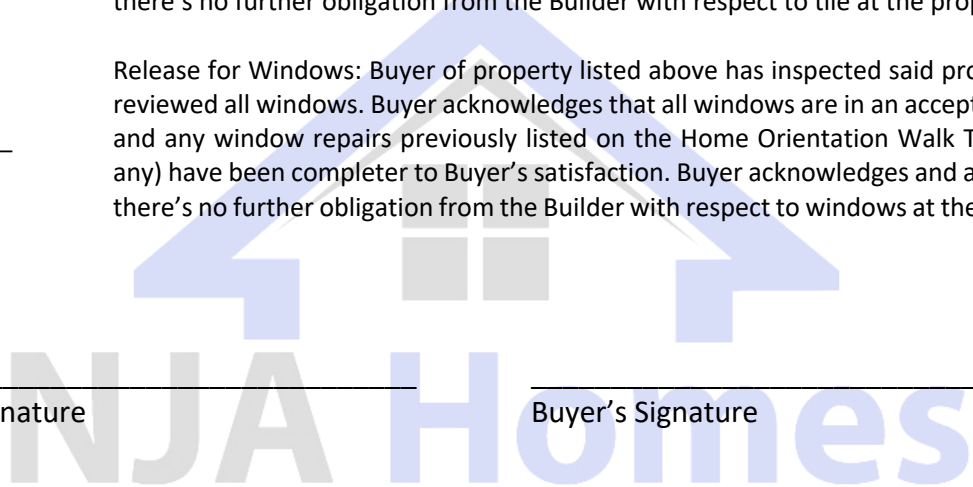 there's no further obligation from the Builder with respect to tile at the prop
Release for Windows: Buyer of property listed above has inspected said pro
reviewed all windows. Buyer acknowledges that all windows are in an accept
and any window repairs previously listed on the Home Orientation Walk T
any) have been completer to Buyer's satisfaction. Buyer acknowledges and a
there's no further obligation from the Builder with respect to windows at the
nature
Buyer's Signature
NJA Homes